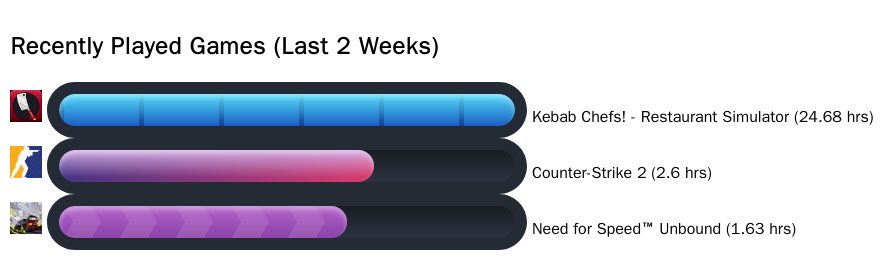 Recently Played Games (Last 2 Weeks)
Kebab Chefs! - Restaurant Simulator (24.68 hrs)
Counter-Strike 2 (2.6 hrs)
Need for Speed™ Unbound (1.63 hrs)